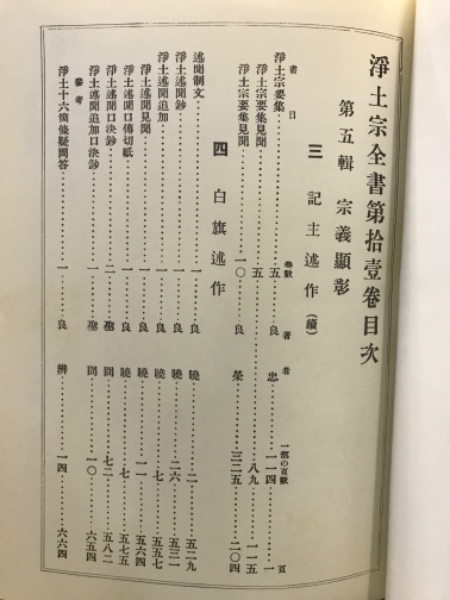 淨土宗全書第拾壹卷目次
第五輯 宗義顯彰
三 記主述作(續)
書目 卷數 著者 一部の頁數 頁
淨土宗要集……五……良忠……一一四……一
淨土宗要集見聞……五……八九……一一五
淨土宗要集見聞……一〇……良榮……三二五……二〇四
四 白旗述作
述聞制文……一……良曉……二……五二九
淨土述聞鈔……一……良曉……二六……五三一
淨土述聞追加……一……良曉……七……五五七
淨土述聞見聞……一……良曉……一一……五六四
淨土述聞口傳切紙……一……良曉……七……五七五
淨土述聞口決鈔……二……聖冏……七二……五八二
淨土述聞追加口決鈔……一……聖冏……一〇……六五四
參考
淨土十六箇條疑問答……一……良辨……一四……六六四